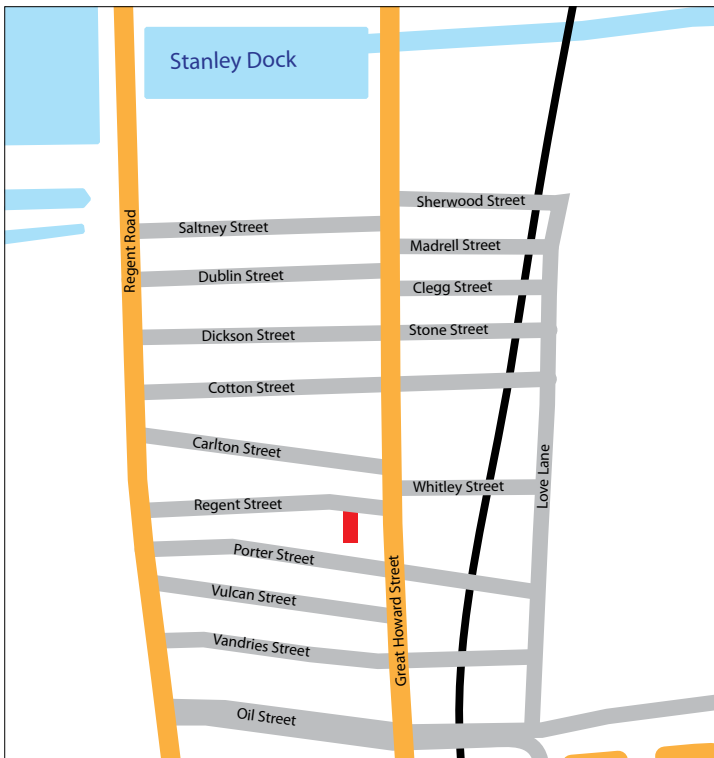 Stanley Dock
Sherwood Street
Saltney Street
Regent Road
Madrell Street
Dublin Street
Clegg Street
Dickson Street
Stone Street
Cotton Street
Carlton Street
Whitley Street
Love Lane
Regent Street
Porter Street
Great Howard Street
Vulcan Street
Vandries Street
Oil Street